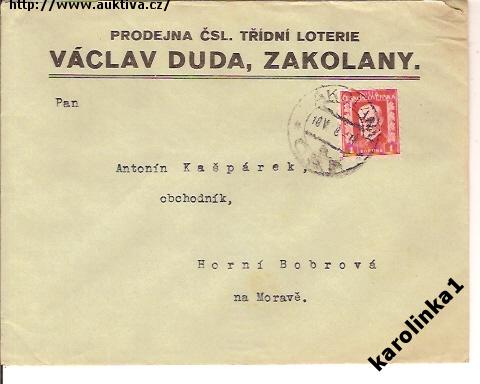 http://www.auktiva.cz/
PRODEJNA ČSL. TŘÍDNÍ LOTERIE
VÁCLAV DUDA, ZAKOLANY.
Pan
Antonín Kašpárek,
obchodník,
Horní Bobrová
na Moravě.
karolinka1